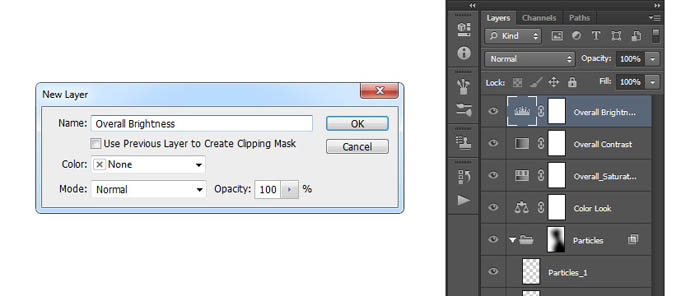 New Layer
Name: Overall Brightness
OK
Use Previous Layer to Create Clipping Mask
Cancel
Color: None
Mode: Normal Opacity: 100 %
Layers Channels Paths
Kind
Normal Opacity: 100%
Lock: Fill: 100%
Overall Brightn...
Overall Contrast
Overall_Saturat...
Color Look
Particles
Particles_1